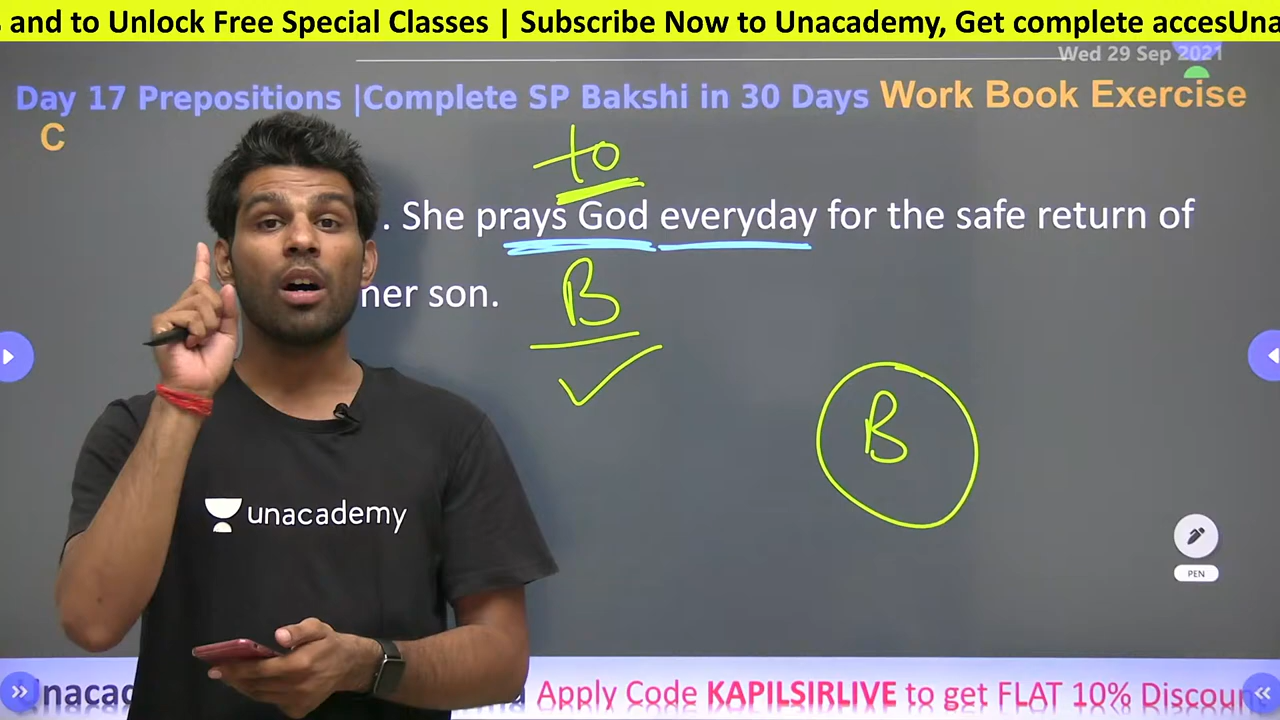 and to Unlock Free Special Classes | Subscribe Now to Unacademy, Get complete accesUna
Wed 29 Sep 2021
Day 17 Prepositions |Complete SP Bakshi in 30 Days Work Book Exercise
C
to
. She prays God everyday for the safe return of
her son.
B
B
unacademy
PEN
Apply Code KAPILSIRLIVE to get FLAT 10% Discoun